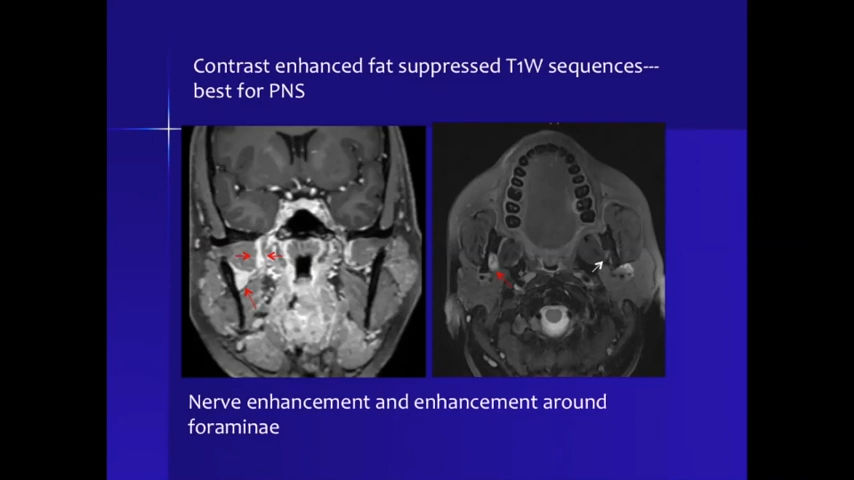 Contrast enhanced fat suppressed T1W sequences---
best for PNS
Nerve enhancement and enhancement around
foraminae